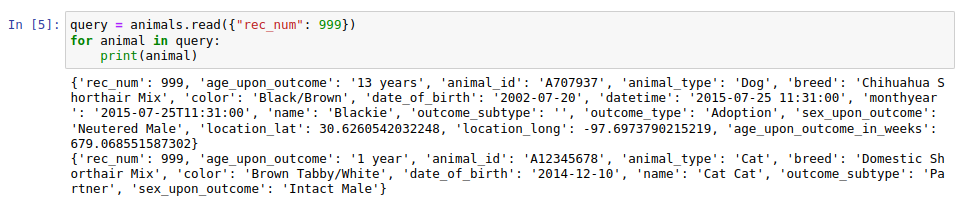 In [5]: query = animals.read({"rec_num": 999})
for animal in query:
    print(animal)
{'rec_num': 999, 'age_upon_outcome': '13 years', 'animal_id': 'A707937', 'animal_type': 'Dog', 'breed': 'Chihuahua S
horthair Mix', 'color': 'Black/Brown', 'date_of_birth': '2002-07-20', 'datetime': '2015-07-25 11:31:00', 'monthyear
': '2015-07-25T11:31:00', 'name': 'Blackie', 'outcome_subtype': '', 'outcome_type': 'Adoption', 'sex_upon_outcome':
'Neutered Male', 'location_lat': 30.6260542032248, 'location_long': -97.6973790215219, 'age_upon_outcome_in_weeks':
679.068551587302}
{'rec_num': 999, 'age_upon_outcome': '1 year', 'animal_id': 'A12345678', 'animal_type': 'Cat', 'breed': 'Domestic Sh
orthair Mix', 'color': 'Brown Tabby/White', 'date_of_birth': '2014-12-10', 'name': 'Cat Cat', 'outcome_subtype': 'Pa
rtner', 'sex_upon_outcome': 'Intact Male'}